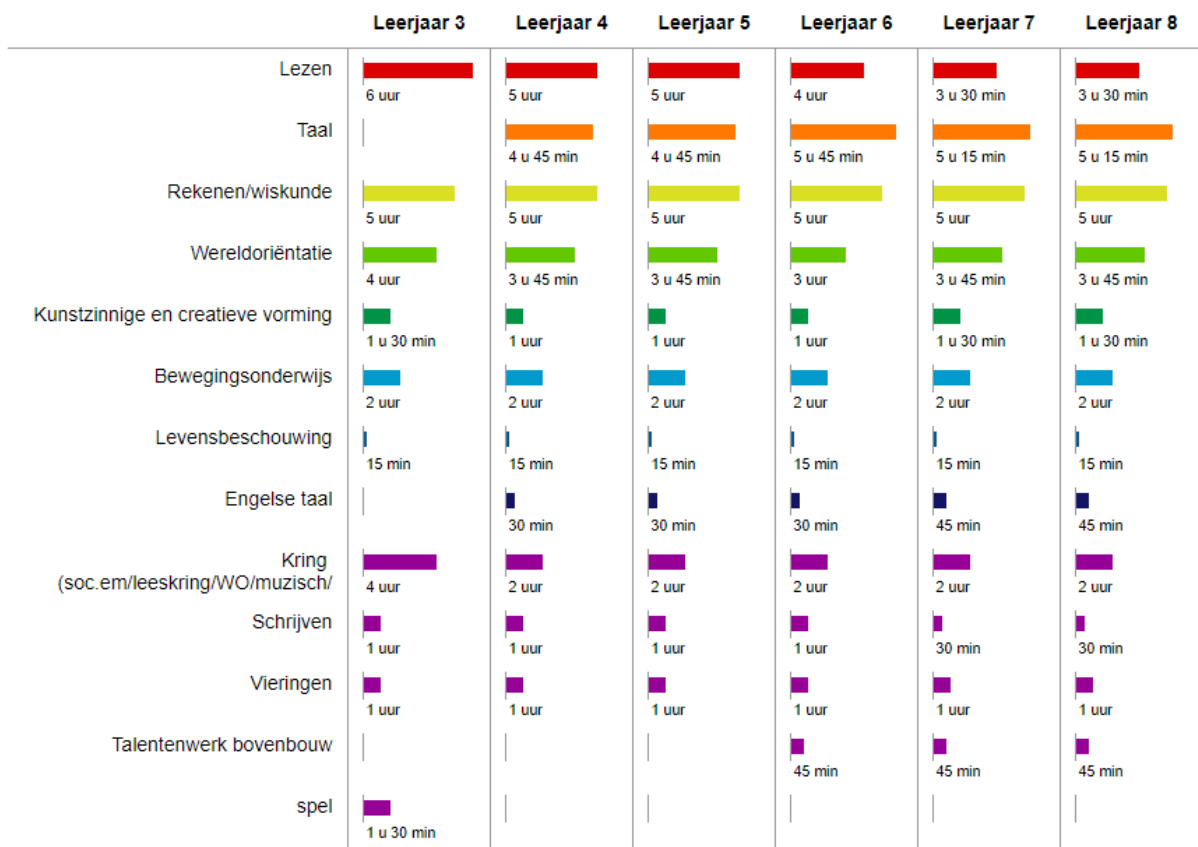 Leerjaar 3 Leerjaar 4 Leerjaar 5 Leerjaar 6 Leerjaar 7 Leerjaar 8
Lezen
6 uur 5 uur 5 uur 4 uur 3 u 30 min 3 u 30 min
Taal
4 u 45 min 4 u 45 min 5 u 45 min 5 u 15 min 5 u 15 min
Rekenen/wiskunde
5 uur 5 uur 5 uur 5 uur 5 uur 5 uur
Wereldoriëntatie
4 uur 3 u 45 min 3 u 45 min 3 uur 3 u 45 min 3 u 45 min
Kunstzinnige en creatieve vorming
1 u 30 min 1 uur 1 uur 1 uur 1 u 30 min 1 u 30 min
Bewegingsonderwijs
2 uur 2 uur 2 uur 2 uur 2 uur 2 uur
Levensbeschouwing
15 min 15 min 15 min 15 min 15 min 15 min
Engelse taal
30 min 30 min 30 min 45 min 45 min
Kring
(soc.em/leeskring/WO/muzisch/
4 uur 2 uur 2 uur 2 uur 2 uur 2 uur
Schrijven
1 uur 1 uur 1 uur 1 uur 30 min 30 min
Vieringen
1 uur 1 uur 1 uur 1 uur 1 uur 1 uur
Talentenwerk bovenbouw
45 min 45 min 45 min
spel
1 u 30 min